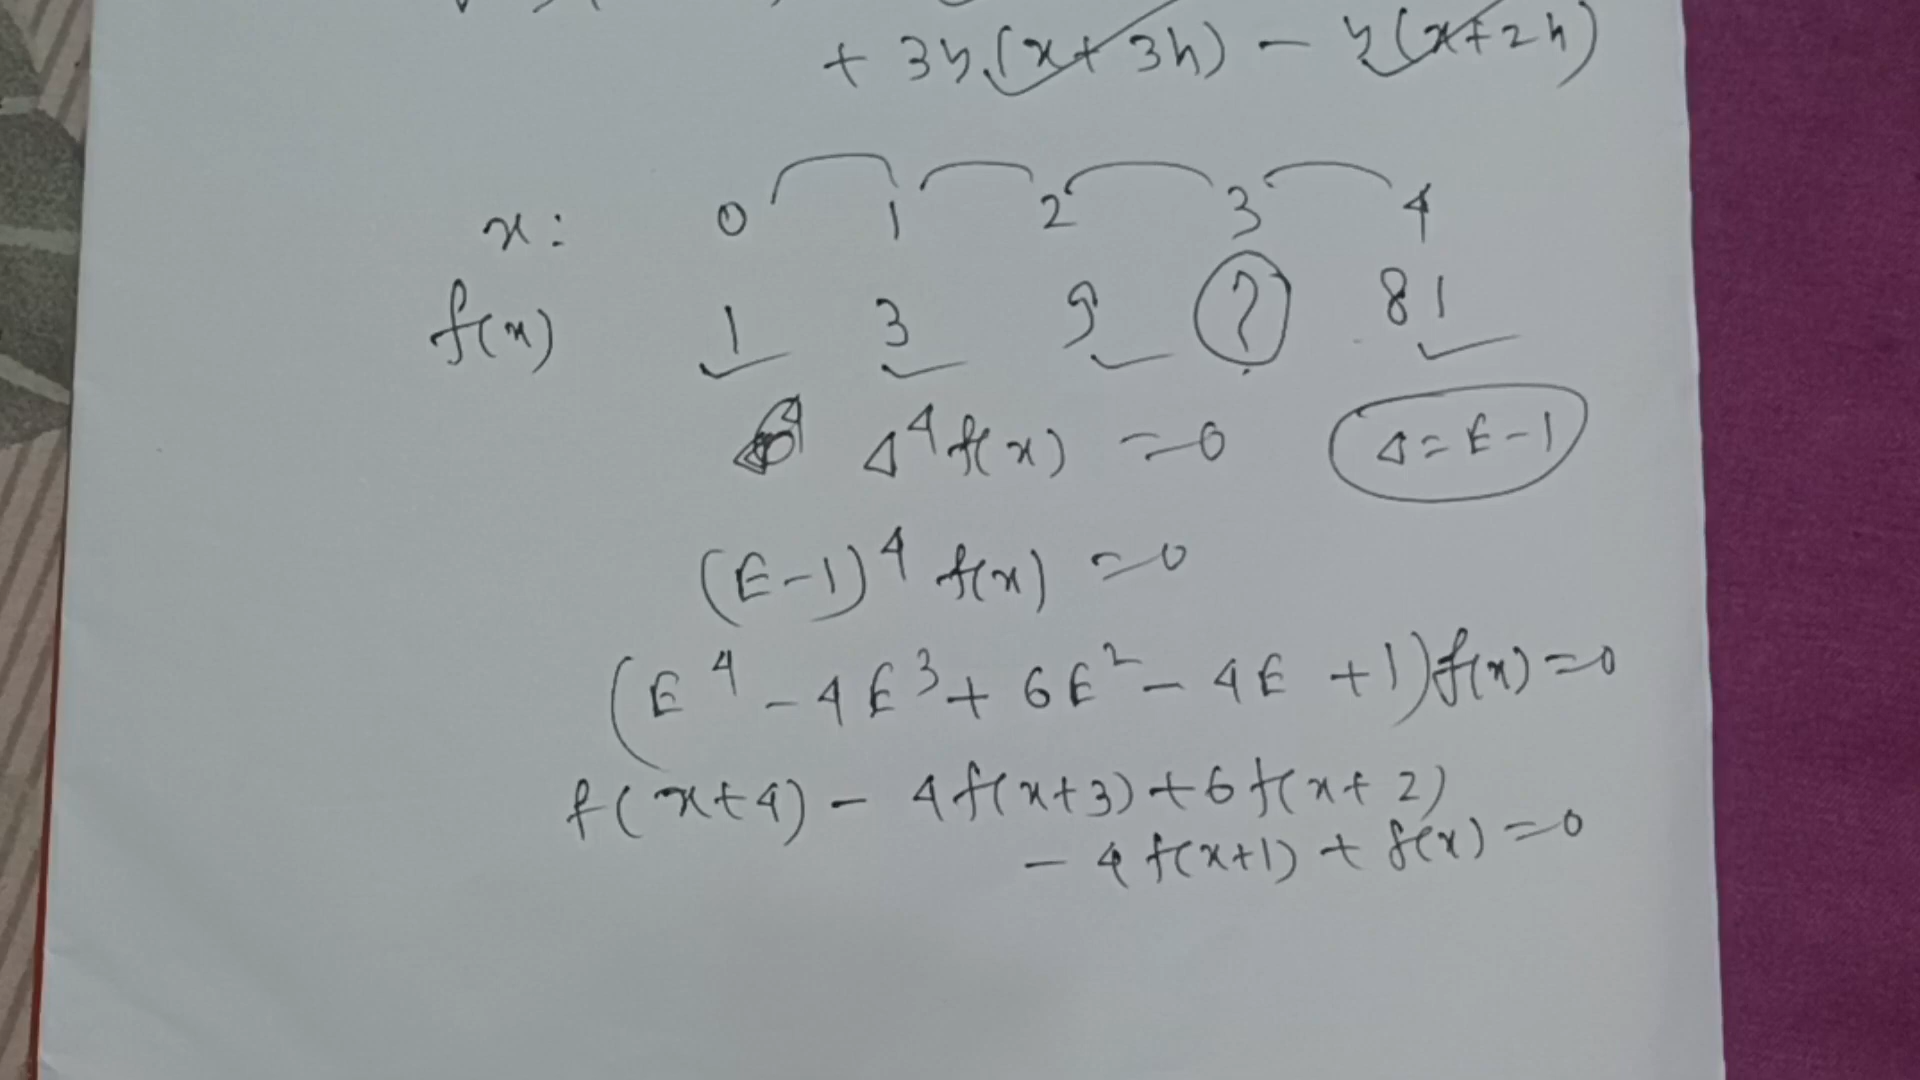 + 3y(x+3h) - y(x+2h)
x: 0 1 2 3 4
f(x) 1 3 9 ? 81
Δ⁴ f(x) = 0 Δ = E-1
(E-1)⁴ f(x) = 0
(E⁴ - 4E³ + 6E² - 4E + 1) f(x) = 0
f(x+4) - 4f(x+3) + 6f(x+2)
- 4f(x+1) + f(x) = 0